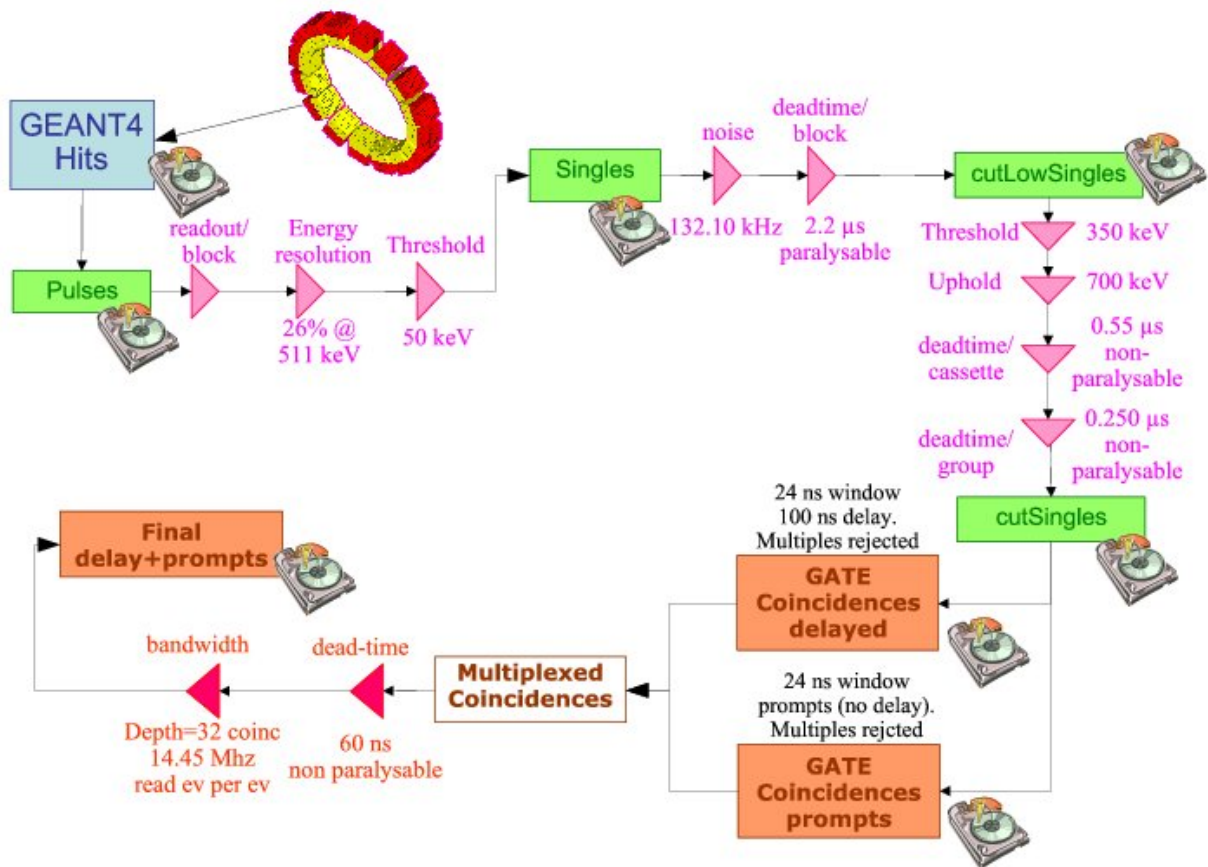 GEANT4
Hits
Pulses
readout/
block
Energy
resolution
26% @
511 keV
Threshold
50 keV
Singles
noise
132.10 kHz
deadtime/
block
2.2 µs
paralysable
cutLowSingles
Threshold
350 keV
Uphold
700 keV
deadtime/
cassette
0.55 µs
non-
paralysable
deadtime/
group
0.250 µs
non-
paralysable
cutSingles
24 ns window
100 ns delay.
Multiples rejected
GATE
Coincidences
delayed
24 ns window
prompts (no delay).
Multiples rejcted
GATE
Coincidences
prompts
Multiplexed
Coincidences
dead-time
60 ns
non paralysable
bandwidth
Depth=32 coinc
14.45 Mhz
read ev per ev
Final
delay+prompts